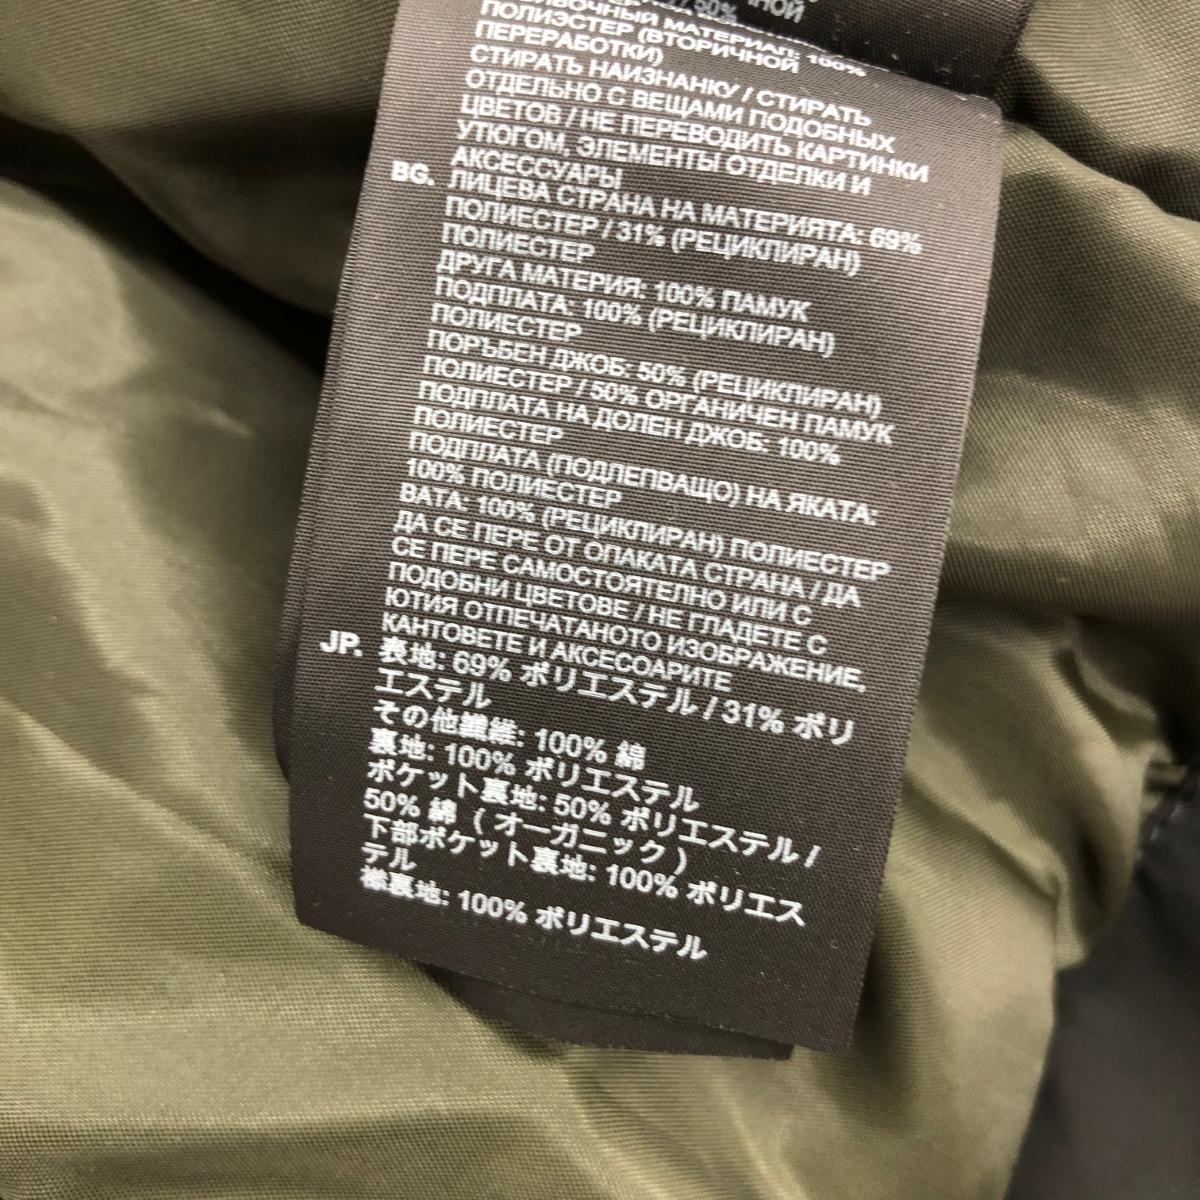 / 50%
ПОЛИЭСТЕР (ВТОРИЧНОЙ
ПЕРЕРАБОТКИ)
СТИРАТЬ НАИЗНАНКУ / СТИРАТЬ
ОТДЕЛЬНО С ВЕЩАМИ ПОДОБНЫХ
ЦВЕТОВ / НЕ ПЕРЕВОДИТЬ КАРТИНКИ
УТЮГОМ, ЭЛЕМЕНТЫ ОТДЕЛКИ И
АКСЕССУАРЫ
BG. ЛИЦЕВА СТРАНА НА МАТЕРИЯТА: 69%
ПОЛИЕСТЕР / 31% (РЕЦИКЛИРАН)
ПОЛИЕСТЕР
ДРУГА МАТЕРИЯ: 100% ПАМУК
ПОДПЛАТА: 100% (РЕЦИКЛИРАН)
ПОЛИЕСТЕР
ПОРЪБЕН ДЖОБ: 50% (РЕЦИКЛИРАН)
ПОЛИЕСТЕР / 50% ОРГАНИЧЕН ПАМУК
ПОДПЛАТА НА ДОЛЕН ДЖОБ: 100%
ПОЛИЕСТЕР
ПОДПЛАТА (ПОДЛЕПВАЩО) НА ЯКАТА:
100% ПОЛИЕСТЕР
ВАТА: 100% (РЕЦИКЛИРАН) ПОЛИЕСТЕР
ДА СЕ ПЕРЕ ОТ ОПАКАТА СТРАНА / ДА
СЕ ПЕРЕ САМОСТОЯТЕЛНО ИЛИ С
ПОДОБНИ ЦВЕТОВЕ / НЕ ГЛАДЕТЕ С
ЮТИЯ ОТПЕЧАТАНОТО ИЗОБРАЖЕНИЕ,
КАНТОВЕТЕ И АКСЕСОАРИТЕ
JP. 表地: 69% ポリエステル / 31% ポリ
エステル
その他繊維: 100% 綿
裏地: 100% ポリエステル
ポケット裏地: 50% ポリエステル /
50% 綿 ( オーガニック )
下部ポケット裏地: 100% ポリエス
テル
襟裏地: 100% ポリエステル